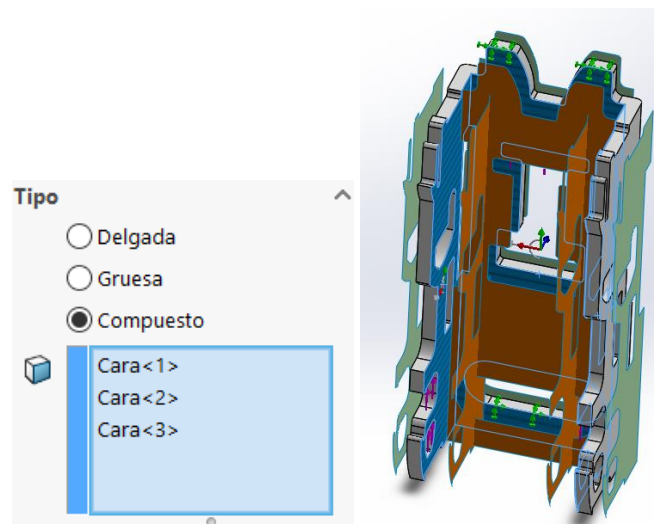 Tipo
Delgada
Gruesa
Compuesto
Cara<1>
Cara<2>
Cara<3>